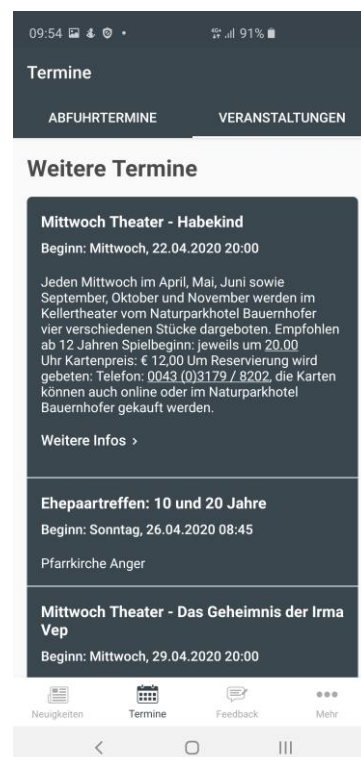 09:54
91%
Termine
ABFUHRTERMINE
VERANSTALTUNGEN
Weitere Termine
Mittwoch Theater - Habekind
Beginn: Mittwoch, 22.04.2020 20:00
Jeden Mittwoch im April, Mai, Juni sowie
September, Oktober und November werden im
Kellertheater vom Naturparkhotel Bauernhofer
vier verschiedenen Stücke dargeboten. Empfohlen
ab 12 Jahren Spielbeginn: jeweils um 20.00
Uhr Kartenpreis: € 12,00 Um Reservierung wird
gebeten: Telefon: 0043 (0)3179 / 8202, die Karten
können auch online oder im Naturparkhotel
Bauernhofer gekauft werden.
Weitere Infos >
Ehepaartreffen: 10 und 20 Jahre
Beginn: Sonntag, 26.04.2020 08:45
Pfarrkirche Anger
Mittwoch Theater - Das Geheimnis der Irma
Vep
Beginn: Mittwoch, 29.04.2020 20:00
Neuigkeiten
Termine
Feedback
Mehr